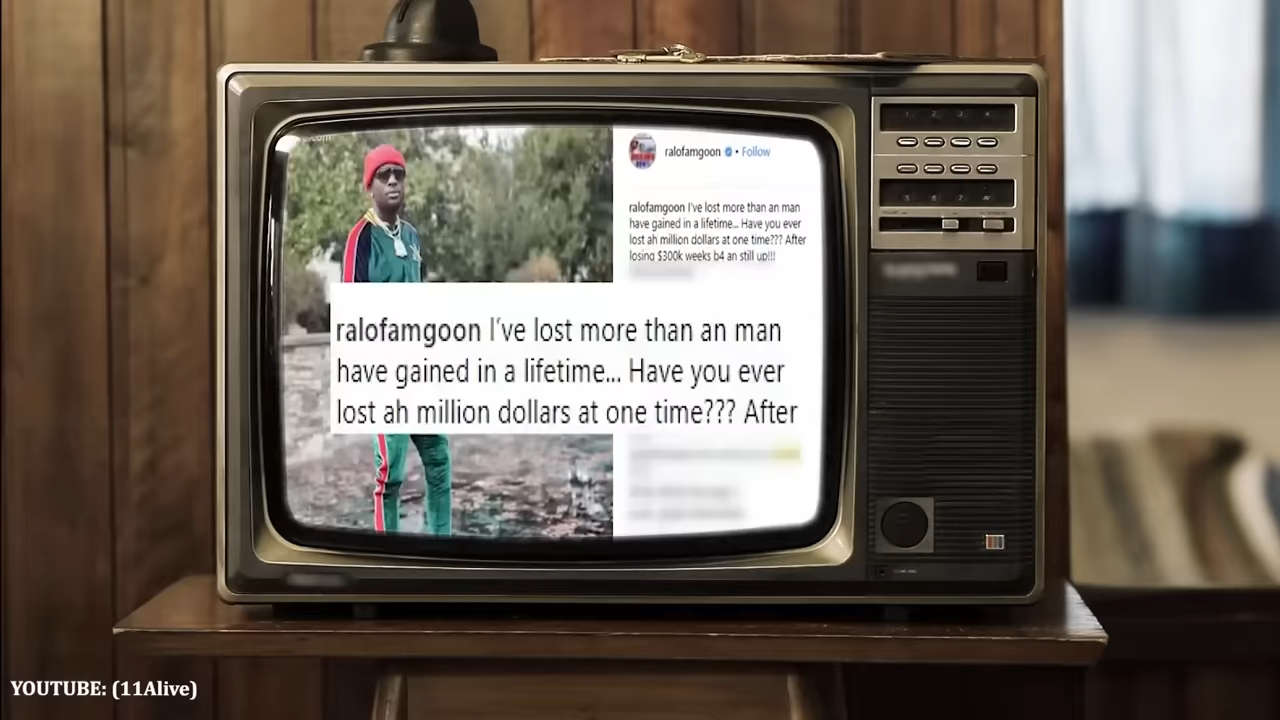 .com
ralofamgoon • Follow
ralofamgoon I've lost more than an man
have gained in a lifetime... Have you ever
lost ah million dollars at one time??? After
losing $300k weeks b4 an still up!!!
ralofamgoon I've lost more than an man
have gained in a lifetime... Have you ever
lost ah million dollars at one time??? After
YOUTUBE: (11Alive)